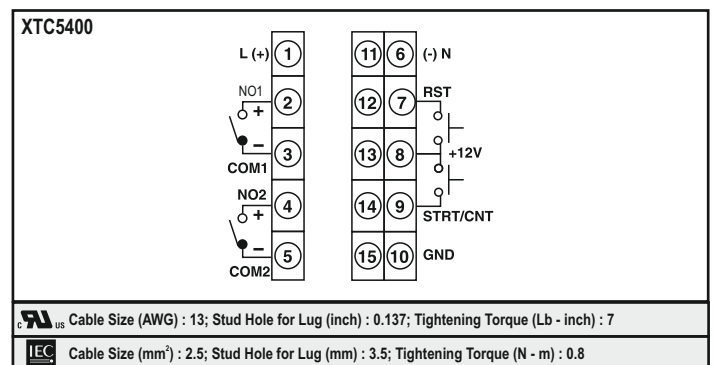 XTC5400
L (+) 1 11 6 (-) N
NO1 2 12 7 RST
+
− 3 13 8 +12V
COM1
NO2 4 14 9 STRT/CNT
+
− 5 15 10 GND
COM2
c RU us Cable Size (AWG) : 13; Stud Hole for Lug (inch) : 0.137; Tightening Torque (Lb - inch) : 7
IEC Cable Size (mm²) : 2.5; Stud Hole for Lug (mm) : 3.5; Tightening Torque (N - m) : 0.8